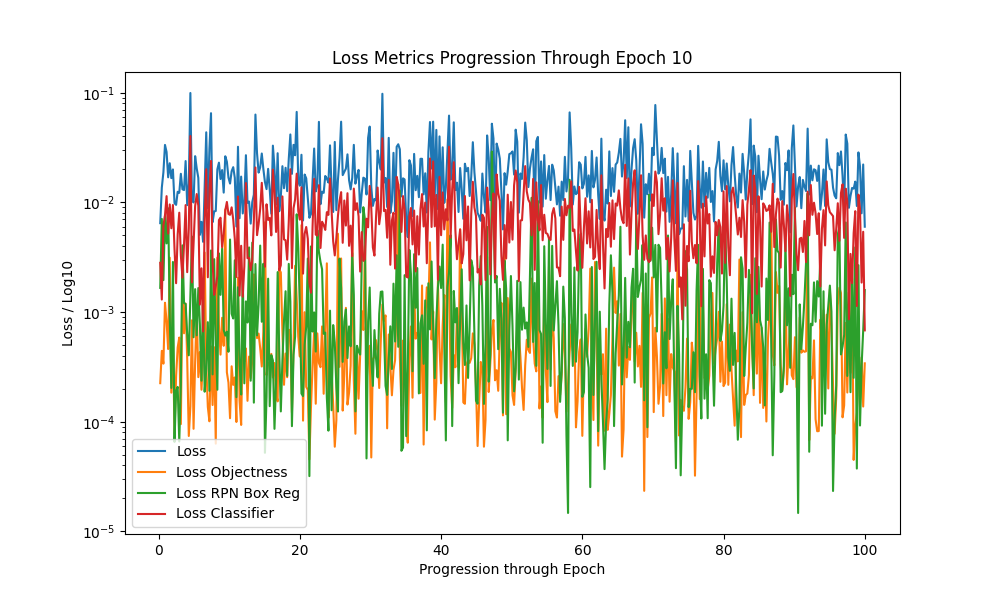 Loss Metrics Progression Through Epoch 10
Loss / Log10
10⁻¹
10⁻²
10⁻³
10⁻⁴
10⁻⁵
Loss
Loss Objectness
Loss RPN Box Reg
Loss Classifier
0 20 40 60 80 100
Progression through Epoch